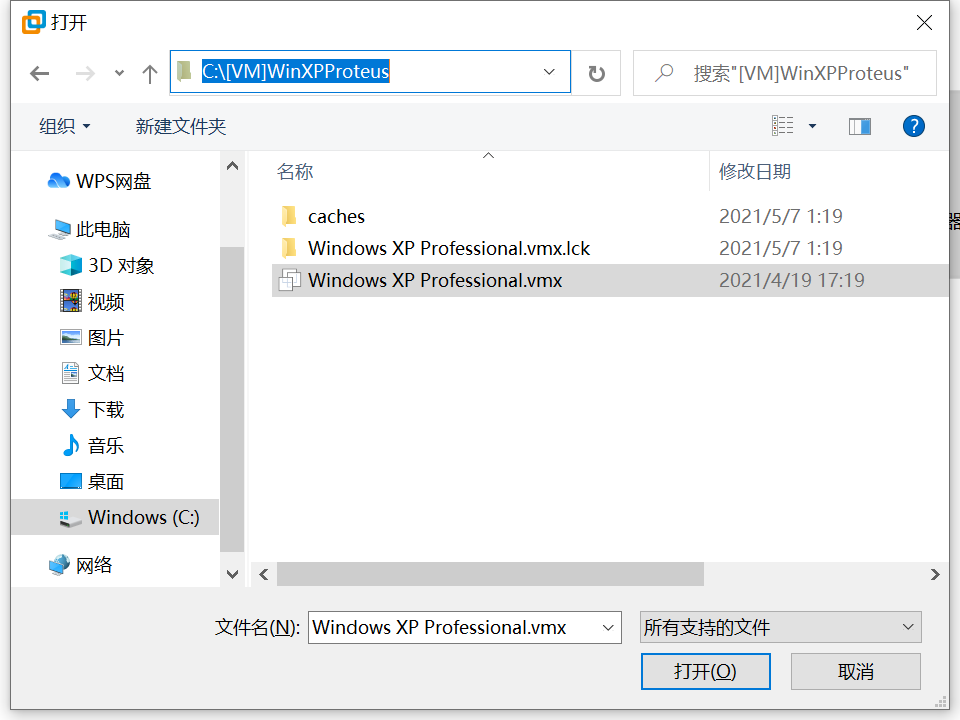 打开
C:\[VM]WinXPProteus
搜索"[VM]WinXPProteus"
组织
新建文件夹
?
名称
修改日期
caches
2021/5/7 1:19
Windows XP Professional.vmx.lck
2021/5/7 1:19
Windows XP Professional.vmx
2021/4/19 17:19
WPS网盘
此电脑
3D 对象
视频
图片
文档
下载
音乐
桌面
Windows (C:)
网络
器
文件名(N):
Windows XP Professional.vmx
所有支持的文件
打开(O)
取消